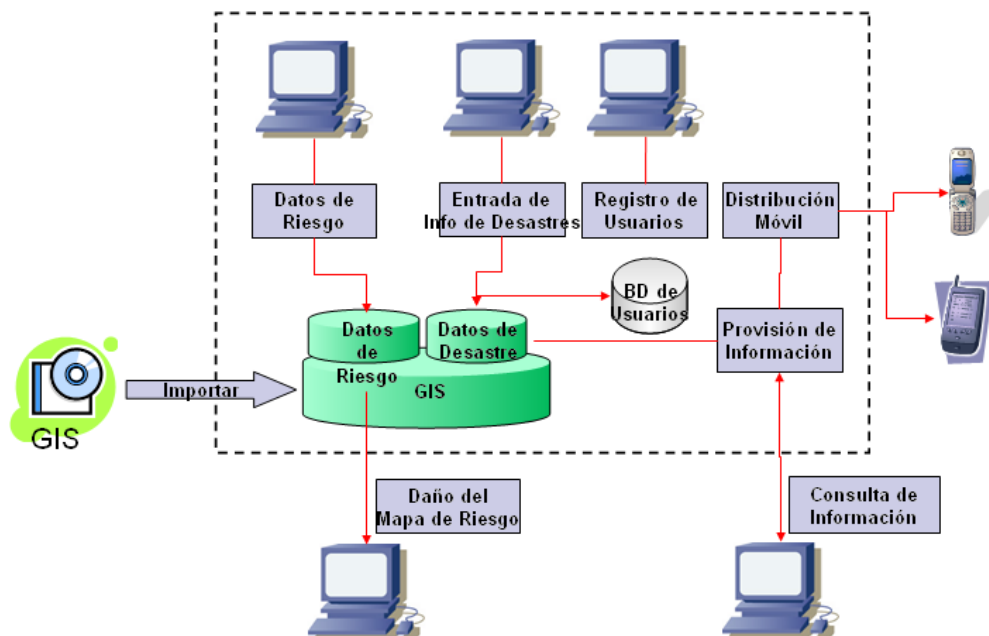 Datos de
Riesgo
Entrada de
Info de Desastres
Registro de
Usuarios
Distribución
Móvil
BD de
Usuarios
Datos
de
Riesgo
Datos de
Desastre
GIS
Provisión de
Información
Importar
GIS
Daño del
Mapa de Riesgo
Consulta de
Información